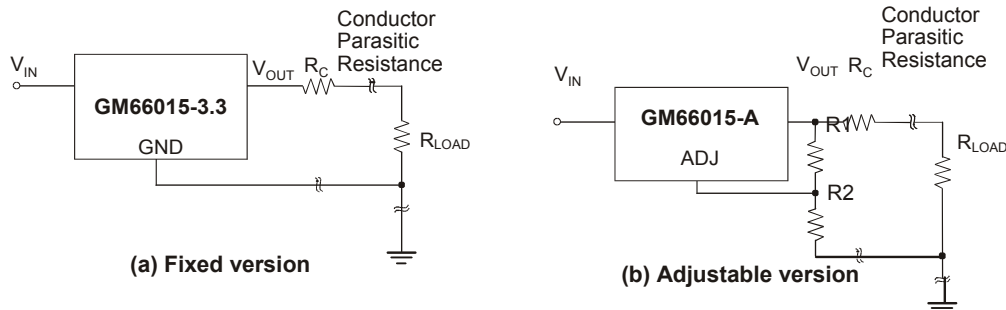 Conductor
Parasitic
Resistance
V_IN
V_OUT
R_C
GM66015-3.3
GND
R_LOAD
(a) Fixed version
Conductor
Parasitic
Resistance
V_IN
V_OUT R_C
GM66015-A
R1
ADJ
R_LOAD
R2
(b) Adjustable version